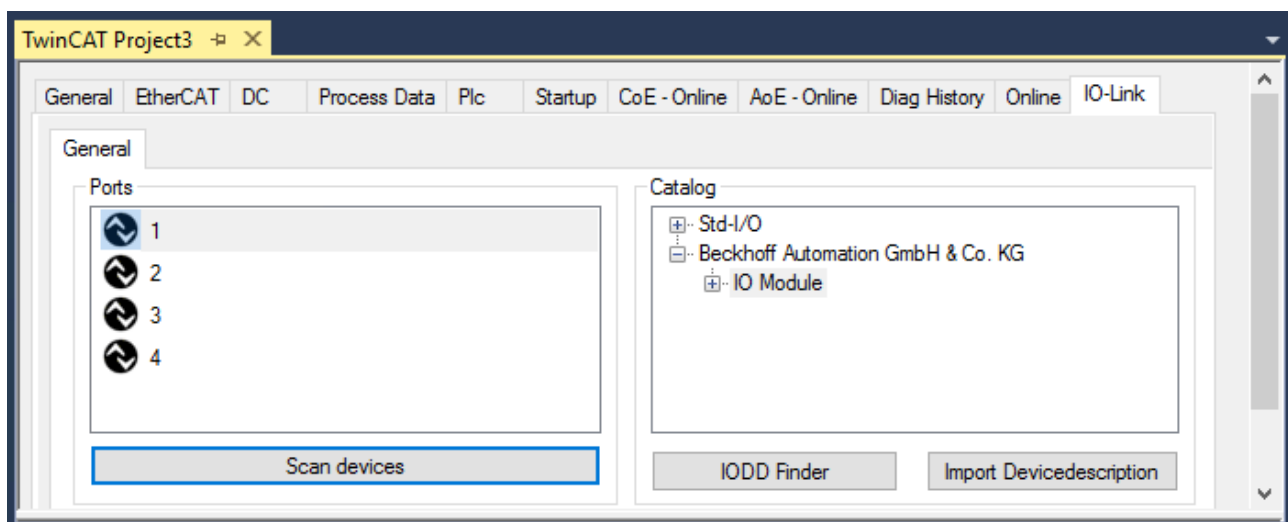 TwinCAT Project3
General EtherCAT DC Process Data Plc Startup CoE - Online AoE - Online Diag History Online IO-Link
General
Ports
1
2
3
4
Scan devices
Catalog
Std-I/O
Beckhoff Automation GmbH & Co. KG
IO Module
IODD Finder Import Devicedescription